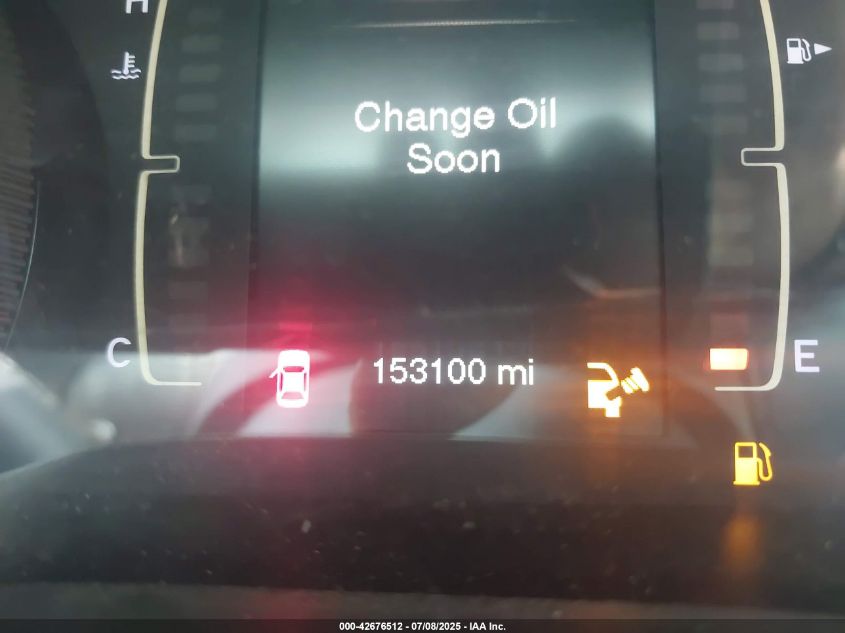 H
Change Oil
Soon
C
153100 mi
E
000-42676512 - 07/08/2025 - IAA Inc.